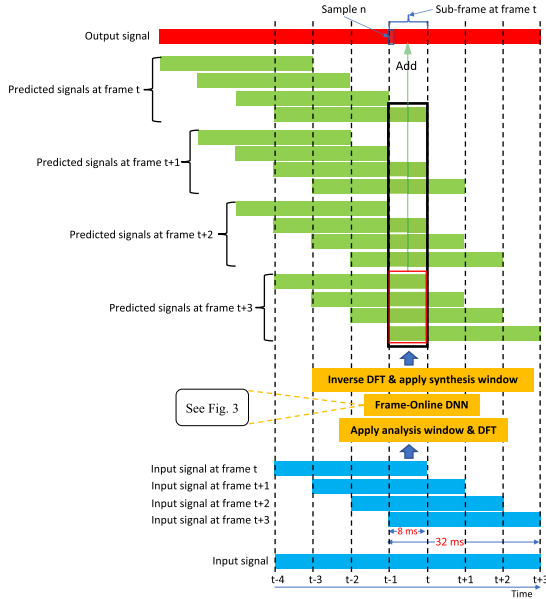 Sample n
Sub-frame at frame t
Output signal
Add
Predicted signals at frame t
Predicted signals at frame t+1
Predicted signals at frame t+2
Predicted signals at frame t+3
Inverse DFT & apply synthesis window
Frame-Online DNN
See Fig. 3
Apply analysis window & DFT
Input signal at frame t
Input signal at frame t+1
Input signal at frame t+2
Input signal at frame t+3
8 ms
32 ms
Input signal
t-4 t-3 t-2 t-1 t t+1 t+2 t+3
Time